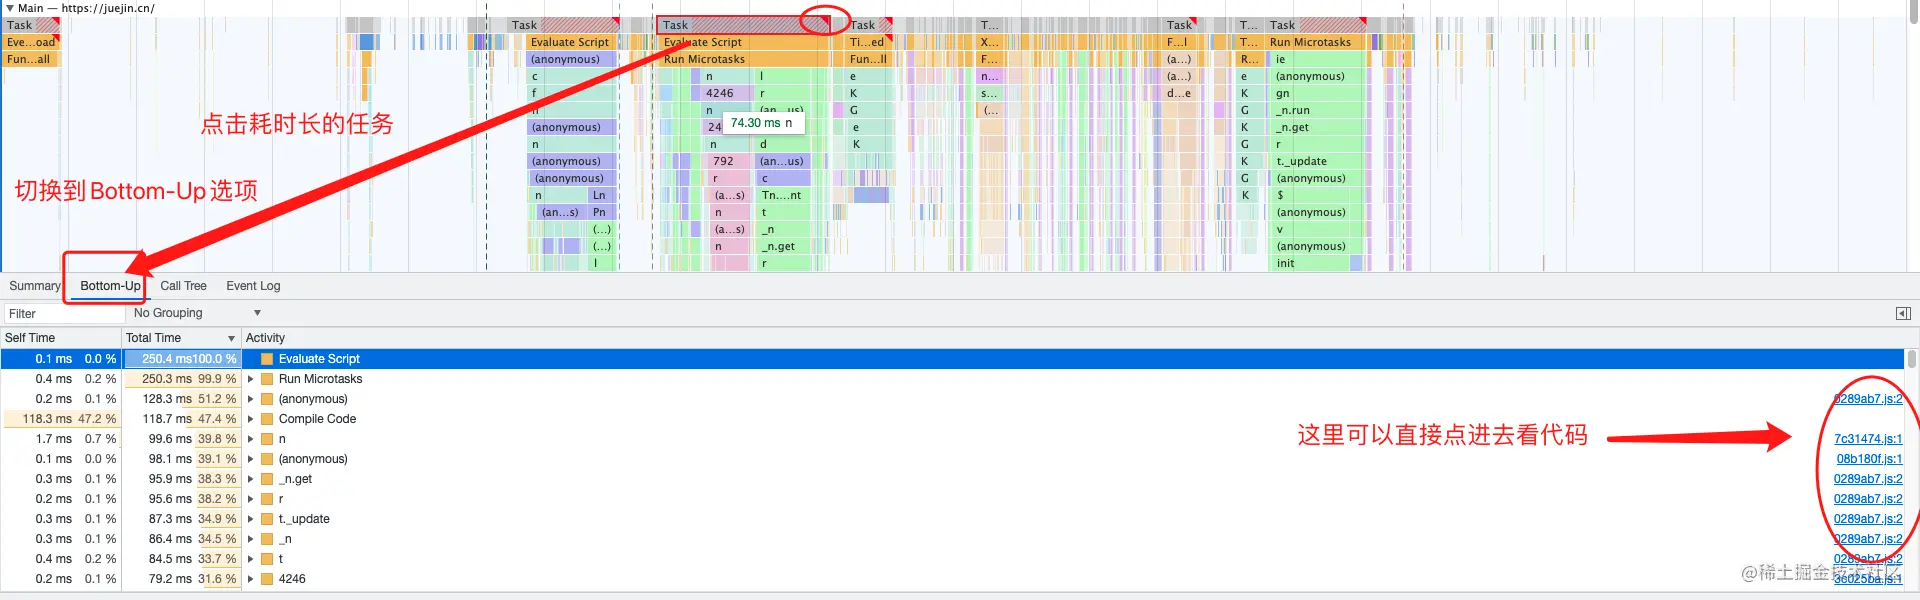 ▼ Main — https://juejin.cn/
Task Task Task Task T... Task T... Task
Eve...oad Evaluate Script Evaluate Script Ti...ed X... F...l T... Run Microtasks
Fun...all (anonymous) Run Microtasks Fun...ll F... (a...) R... ie
c n l e n... (a...) e (anonymous)
f 4246 r K s... d...e K gn
n n (an...us) G (... G _n.run
(anonymous) 24 74.30 ms n e K _n.get
n n d K G r
(anonymous) 792 (an...us) K t._update
(anonymous) r c G (anonymous)
n Ln (a...s) Tn....nt K $
(an...s) Pn n t (anonymous)
(...) (a...s) _n v
(...) n _n.get (anonymous)
l r init
点击耗时长的任务
切换到Bottom-Up选项
Summary Bottom-Up Call Tree Event Log
Filter No Grouping ▼
Self Time Total Time ▼ Activity
0.1 ms 0.0 % 250.4 ms 100.0 % Evaluate Script
0.4 ms 0.2 % 250.3 ms 99.9 % Run Microtasks
0.2 ms 0.1 % 128.3 ms 51.2 % (anonymous) 0289ab7.js:2
118.3 ms 47.2 % 118.7 ms 47.4 % Compile Code
这里可以直接点进去看代码
1.7 ms 0.7 % 99.6 ms 39.8 % n 7c31474.js:1
0.1 ms 0.0 % 98.1 ms 39.1 % (anonymous) 08b180f.js:1
0.3 ms 0.1 % 95.9 ms 38.3 % _n.get 0289ab7.js:2
0.2 ms 0.1 % 95.6 ms 38.2 % r 0289ab7.js:2
0.3 ms 0.1 % 87.3 ms 34.9 % t._update 0289ab7.js:2
0.3 ms 0.1 % 86.4 ms 34.5 % _n 0289ab7.js:2
0.4 ms 0.2 % 84.5 ms 33.7 % t 0289ab7.js:2
0.2 ms 0.1 % 79.2 ms 31.6 % 4246 3c025ba.js:1
@稀土掘金技术社区